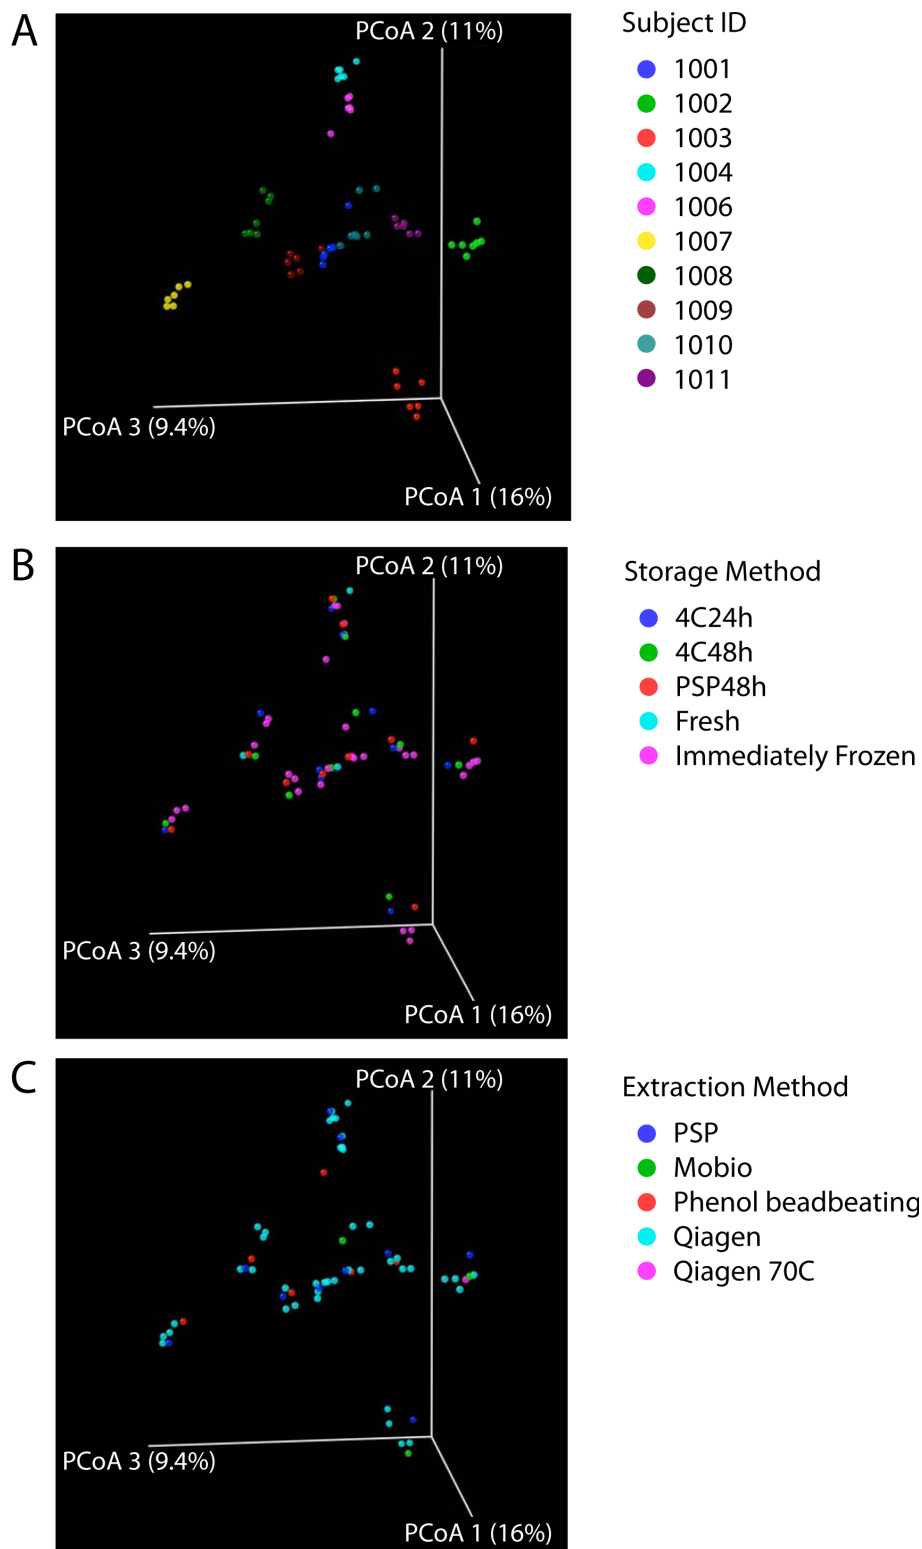 A
PCoA 2 (11%)
PCoA 3 (9.4%)
PCoA 1 (16%)
Subject ID
1001
1002
1003
1004
1006
1007
1008
1009
1010
1011
B
PCoA 2 (11%)
PCoA 3 (9.4%)
PCoA 1 (16%)
Storage Method
4C24h
4C48h
PSP48h
Fresh
Immediately Frozen
C
PCoA 2 (11%)
PCoA 3 (9.4%)
PCoA 1 (16%)
Extraction Method
PSP
Mobio
Phenol beadbeating
Qiagen
Qiagen 70C